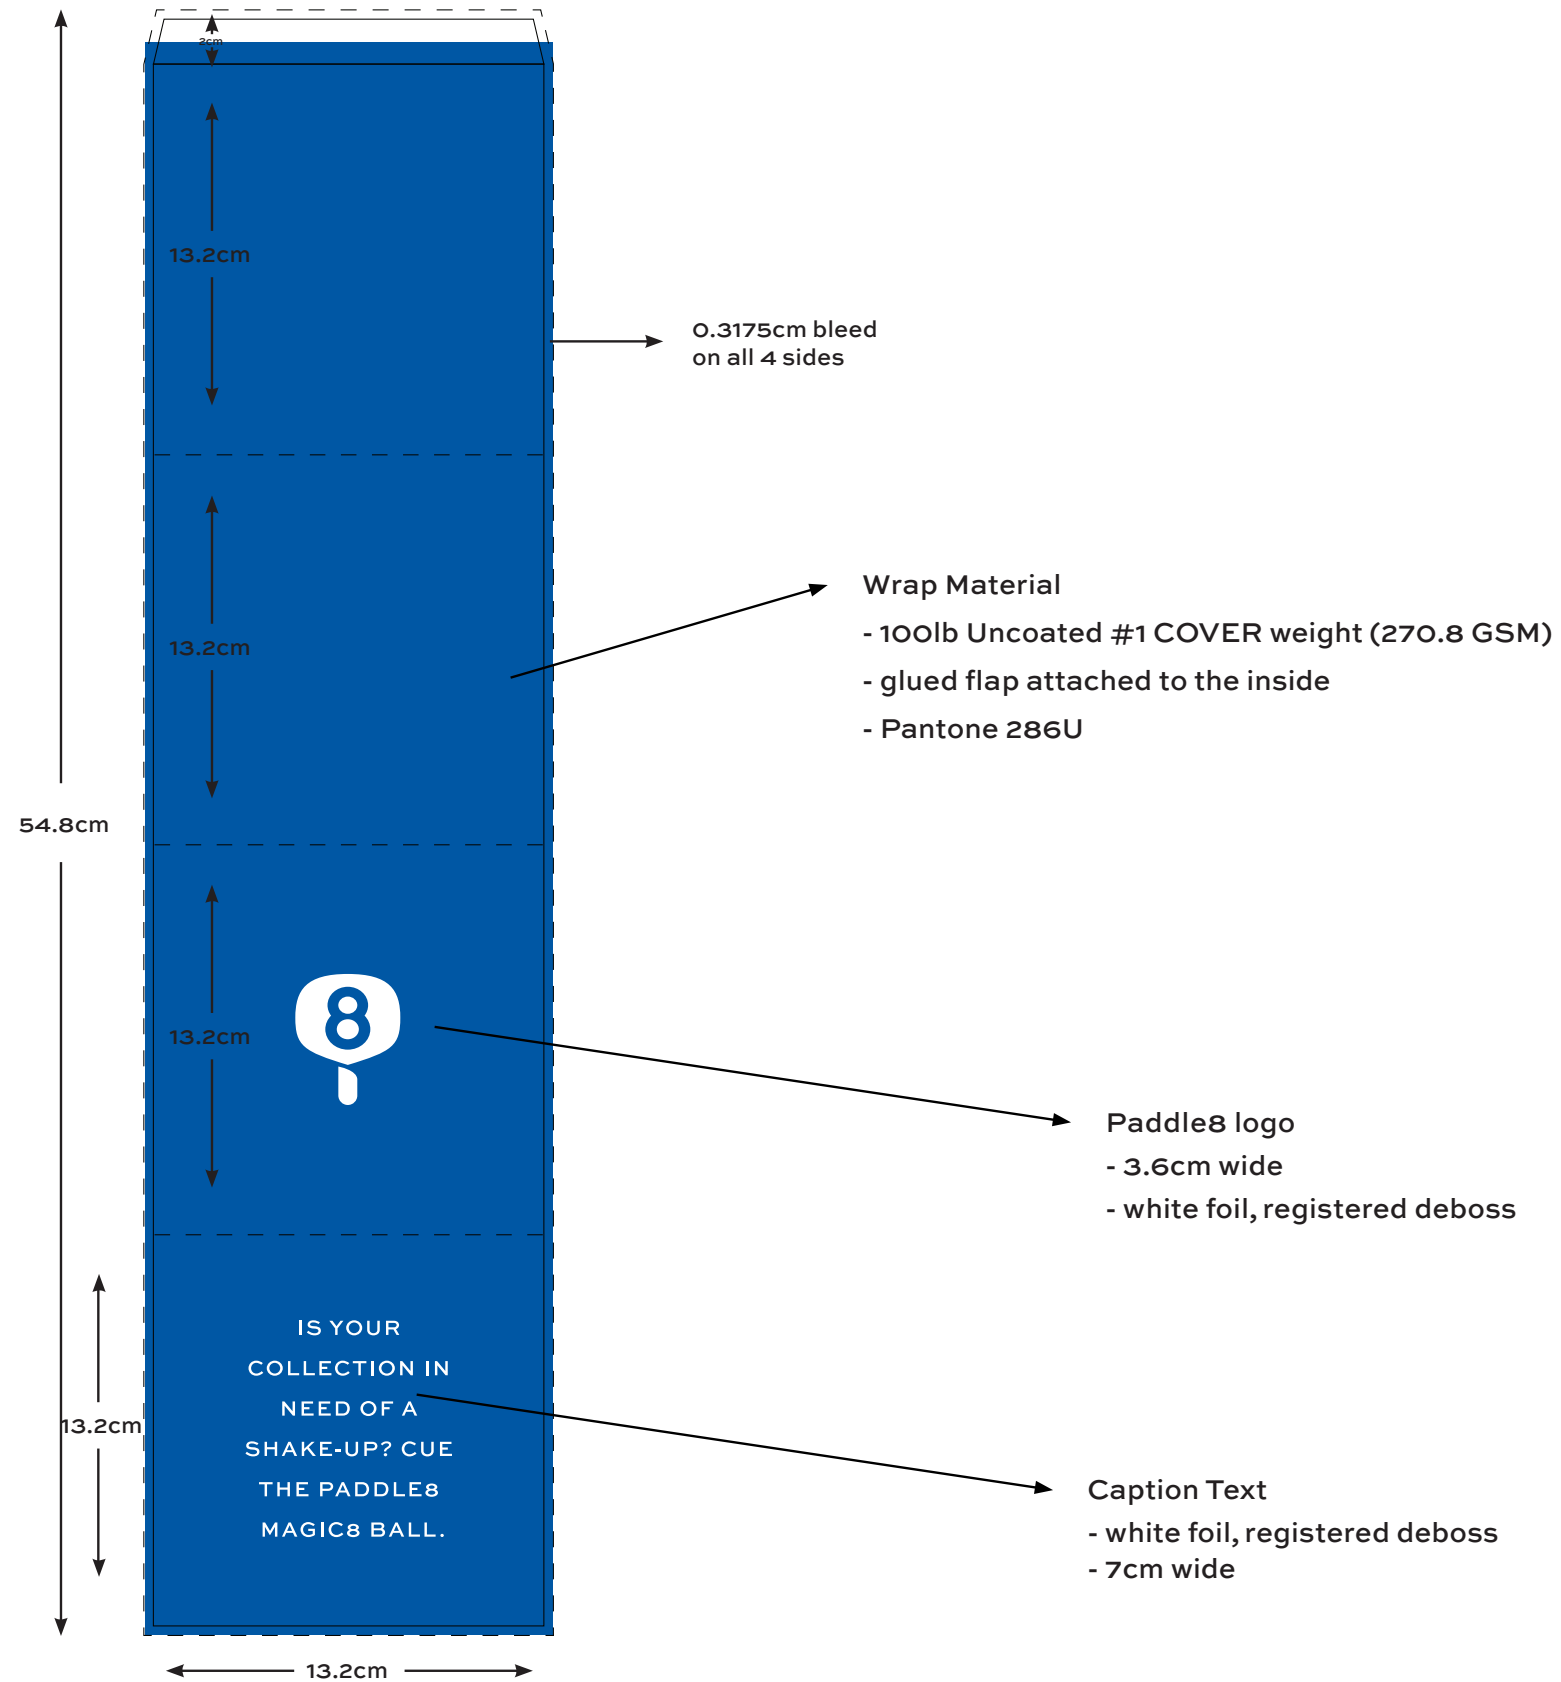 2cm
13.2cm
0.3175cm bleed
on all 4 sides
Wrap Material
- 100lb Uncoated #1 COVER weight (270.8 GSM)
- glued flap attached to the inside
- Pantone 286U
13.2cm
54.8cm
8
13.2cm
Paddle8 logo
- 3.6cm wide
- white foil, registered deboss
IS YOUR
COLLECTION IN
NEED OF A
SHAKE-UP? CUE
THE PADDLE8
MAGIC8 BALL.
13.2cm
Caption Text
- white foil, registered deboss
- 7cm wide
13.2cm